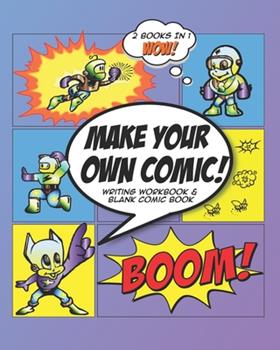 2 BOOKS IN 1
WOW!
MAKE YOUR
OWN COMIC!
WRITING WORKBOOK &
BLANK COMIC BOOK
BOOM!